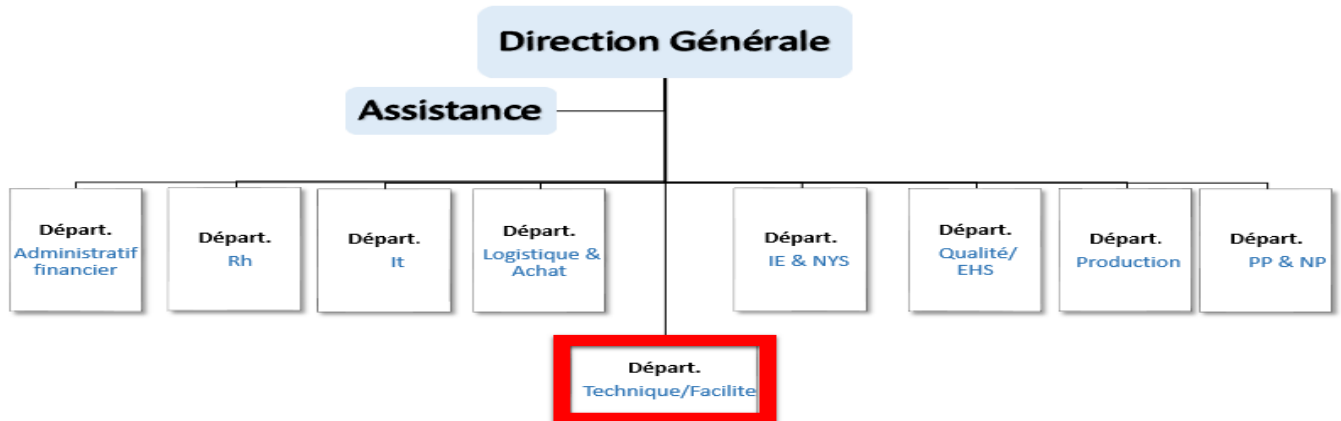 Direction Générale
Assistance
Départ.
Administratif
financier
Départ.
Rh
Départ.
It
Départ.
Logistique &
Achat
Départ.
IE & NYS
Départ.
Qualité/
EHS
Départ.
Production
Départ.
PP & NP
Départ.
Technique/Facilite